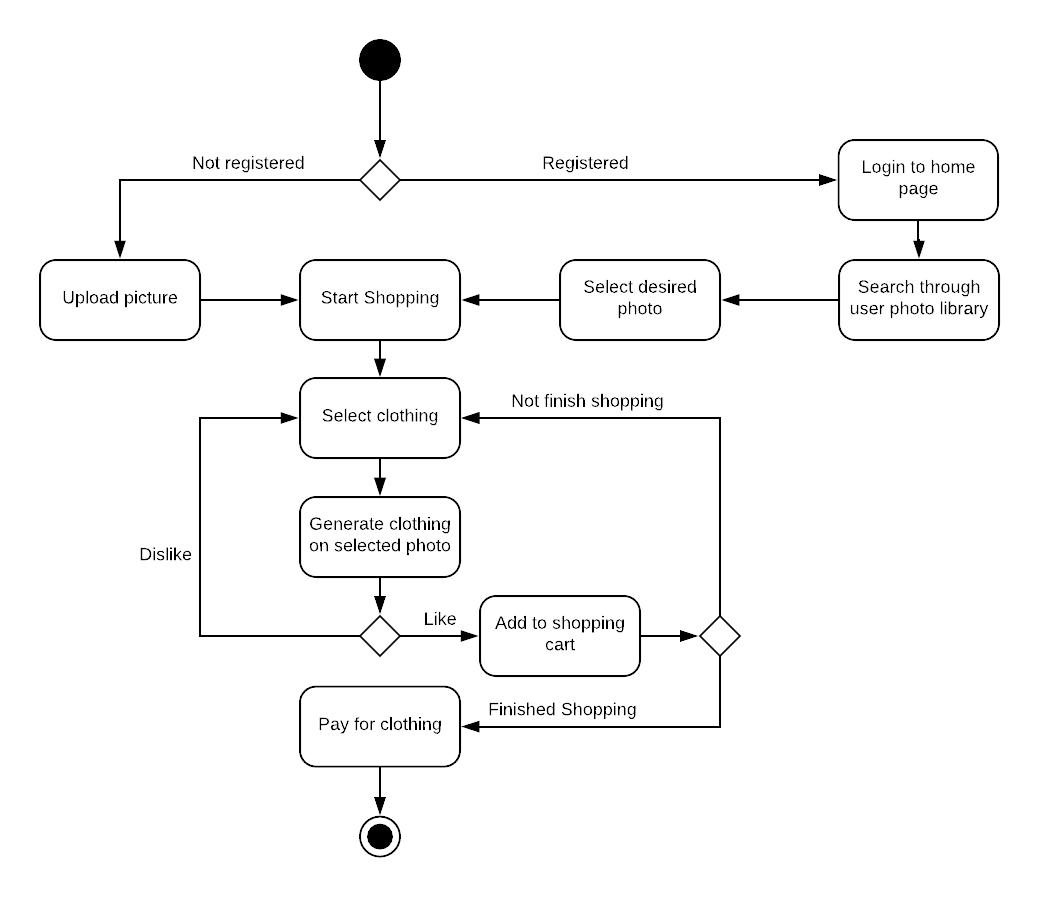 Not registered
Registered
Login to home
page
Upload picture
Start Shopping
Select desired
photo
Search through
user photo library
Select clothing
Not finish shopping
Generate clothing
on selected photo
Dislike
Like
Add to shopping
cart
Pay for clothing
Finished Shopping